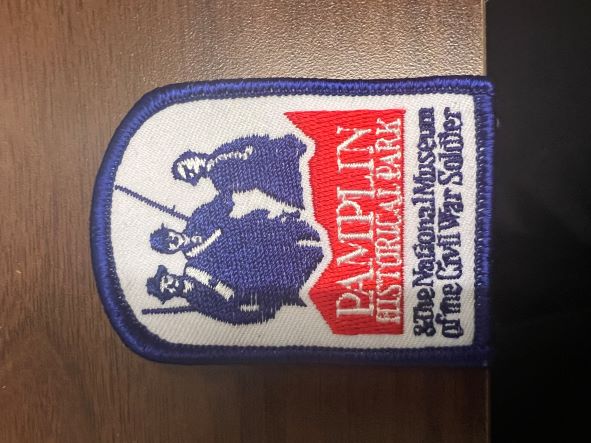 PAMPLIN
HISTORICAL PARK
& The National Museum
of the Civil War Soldier